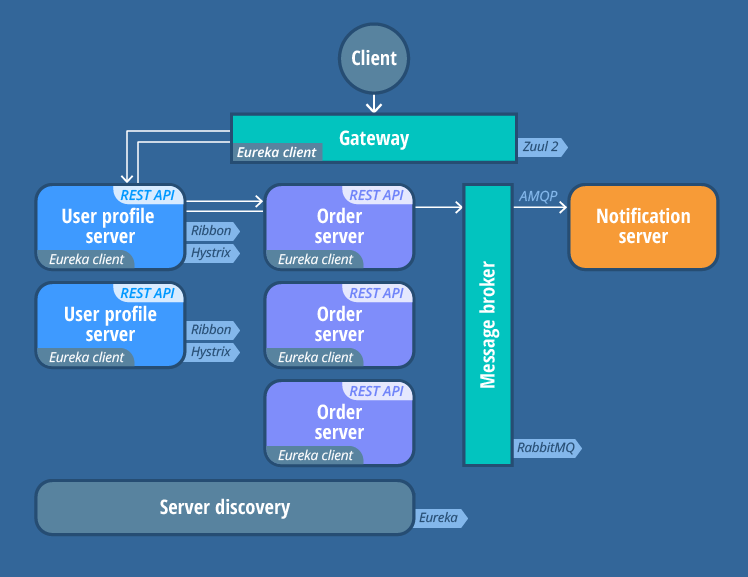 Client
Gateway
Eureka client
Zuul 2
REST API
User profile
server
Eureka client
Ribbon
Hystrix
REST API
Order
server
Eureka client
AMQP
Notification
server
REST API
User profile
server
Eureka client
Ribbon
Hystrix
REST API
Order
server
Eureka client
Message broker
REST API
Order
server
Eureka client
RabbitMQ
Server discovery
Eureka